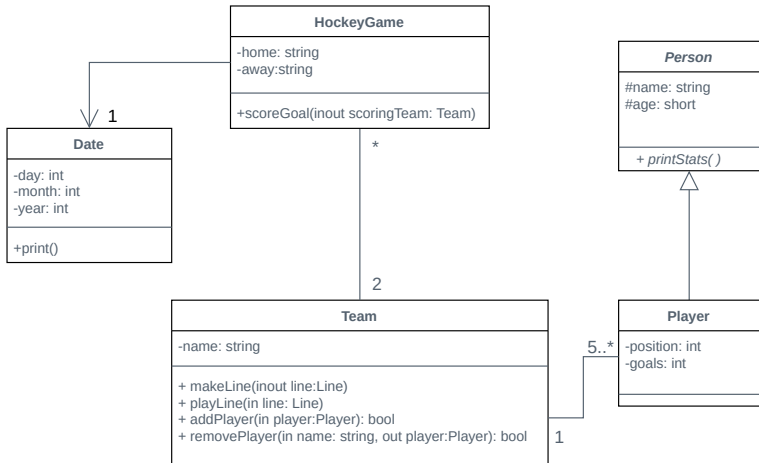 HockeyGame
-home: string
-away:string
+scoreGoal(inout scoringTeam: Team)
Person
#name: string
#age: short
+ printStats( )
1
Date
-day: int
-month: int
-year: int
+print()
*
2
Team
-name: string
+ makeLine(inout line:Line)
+ playLine(in line: Line)
+ addPlayer(in player:Player): bool
+ removePlayer(in name: string, out player:Player): bool
5..*
1
Player
-position: int
-goals: int